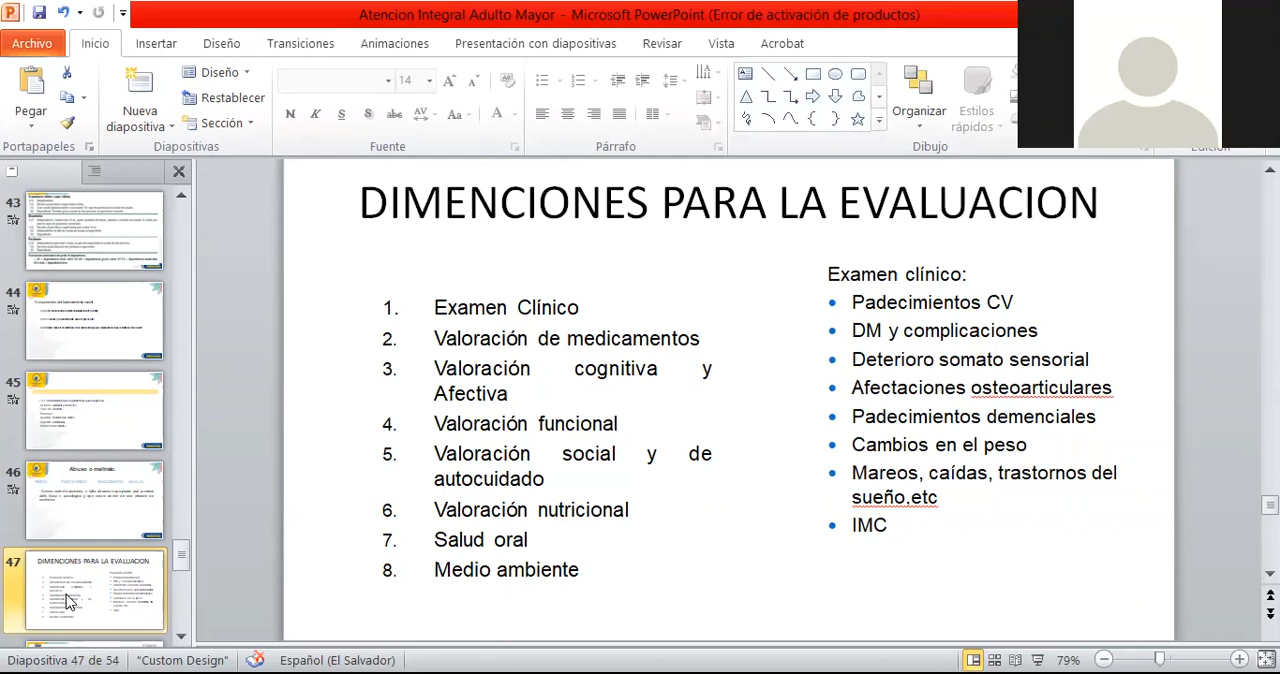 Atencion Integral Adulto Mayor - Microsoft PowerPoint (Error de activación de productos)
Archivo
Inicio
Insertar
Diseño
Transiciones
Animaciones
Presentación con diapositivas
Revisar
Vista
Acrobat
Pegar
Nueva
diapositiva
Diseño
Restablecer
Sección
14
Organizar
Estilos
rápidos
Portapapeles
Diapositivas
Fuente
Párrafo
Dibujo
43
44
45
46
Abuso o maltrato.
47
DIMENCIONES PARA LA EVALUACION
DIMENCIONES PARA LA EVALUACION
1. Examen Clínico
2. Valoración de medicamentos
3. Valoración cognitiva y
Afectiva
4. Valoración funcional
5. Valoración social y de
autocuidado
6. Valoración nutricional
7. Salud oral
8. Medio ambiente
Examen clínico:
• Padecimientos CV
• DM y complicaciones
• Deterioro somato sensorial
• Afectaciones osteoarticulares
• Padecimientos demenciales
• Cambios en el peso
• Mareos, caídas, trastornos del
sueño,etc
• IMC
Diapositiva 47 de 54
"Custom Design"
Español (El Salvador)
79%